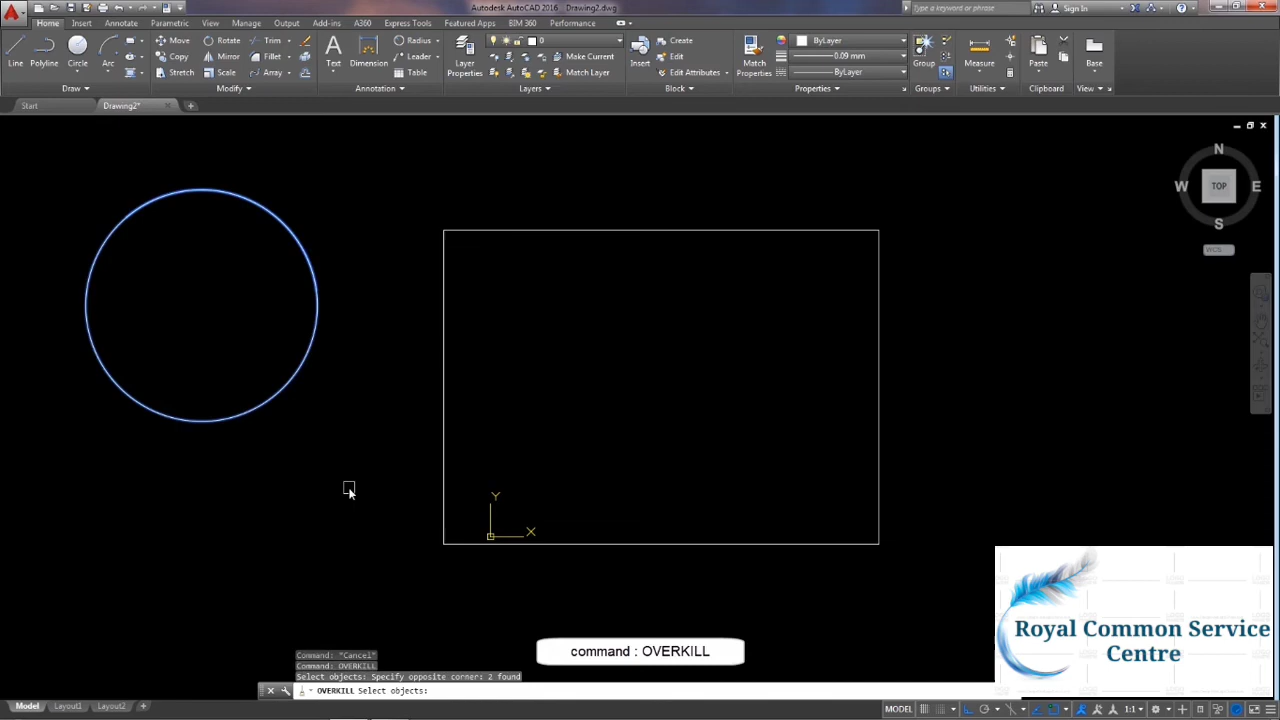 Autodesk AutoCAD 2016 Drawing2.dwg
Type a keyword or phrase
Sign In
Home Insert Annotate Parametric View Manage Output Add-ins A360 Express Tools Featured Apps BIM 360 Performance
Line Polyline Circle Arc
Move Rotate Trim
Copy Mirror Fillet
Stretch Scale Array
Text Dimension
Radius
Leader
Table
Layer
Properties
0
Make Current
Match Layer
Insert
Create
Edit
Edit Attributes
Match
Properties
ByLayer
0.09 mm
ByLayer
Group
Measure
Paste
Base
Draw Modify Annotation Layers Block Properties Groups Utilities Clipboard View
Start Drawing2*
N
W TOP E
S
WCS
Y
X
Royal Common Service
Centre
command : OVERKILL
Command: *Cancel*
Command: OVERKILL
Select objects: Specify opposite corner: 2 found
OVERKILL Select objects:
Model Layout1 Layout2 +
MODEL 1:1